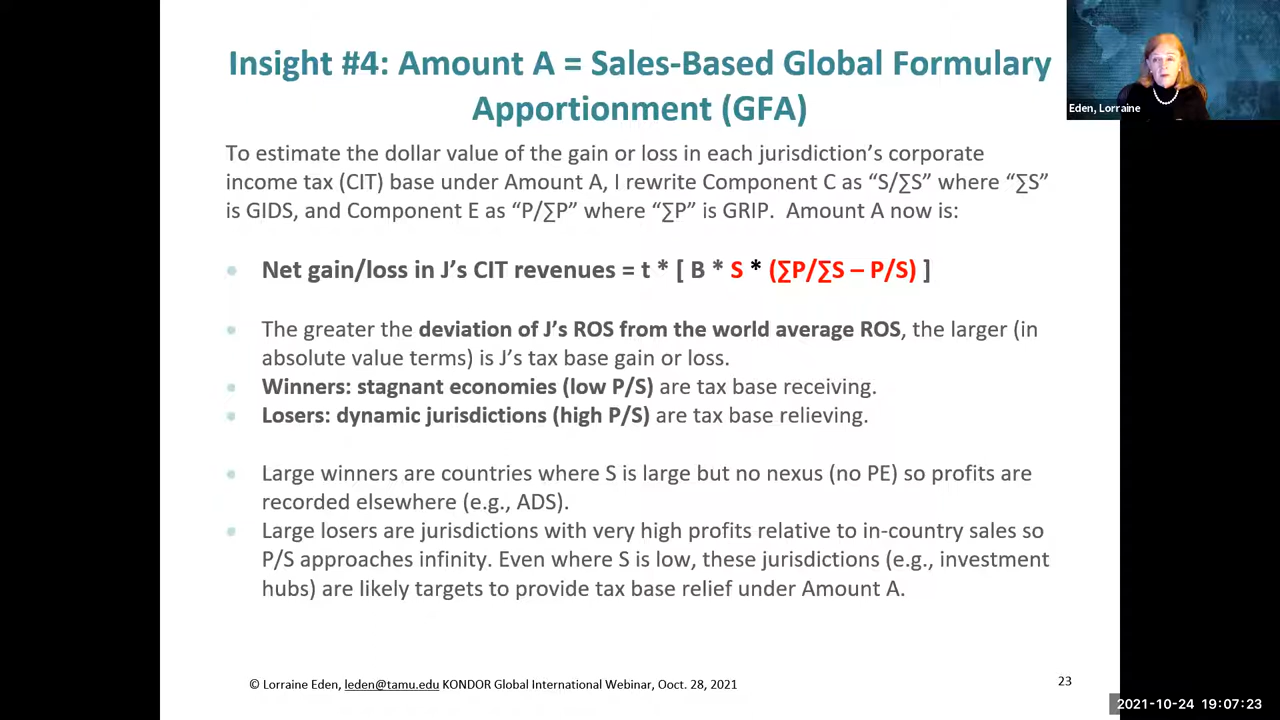 Insight #4: Amount A = Sales-Based Global Formulary
Apportionment (GFA)
Eden, Lorraine
To estimate the dollar value of the gain or loss in each jurisdiction's corporate
income tax (CIT) base under Amount A, I rewrite Component C as “S/∑S” where “∑S”
is GIDS, and Component E as “P/∑P” where “∑P” is GRIP.  Amount A now is:
Net gain/loss in J's CIT revenues = t * [ B * S * (∑P/∑S – P/S) ]
The greater the deviation of J's ROS from the world average ROS, the larger (in
absolute value terms) is J's tax base gain or loss.
Winners: stagnant economies (low P/S) are tax base receiving.
Losers: dynamic jurisdictions (high P/S) are tax base relieving.
Large winners are countries where S is large but no nexus (no PE) so profits are
recorded elsewhere (e.g., ADS).
Large losers are jurisdictions with very high profits relative to in-country sales so
P/S approaches infinity. Even where S is low, these jurisdictions (e.g., investment
hubs) are likely targets to provide tax base relief under Amount A.
© Lorraine Eden, leden@tamu.edu KONDOR Global International Webinar, Ooct. 28, 2021
23
2021-10-24 19:07:23